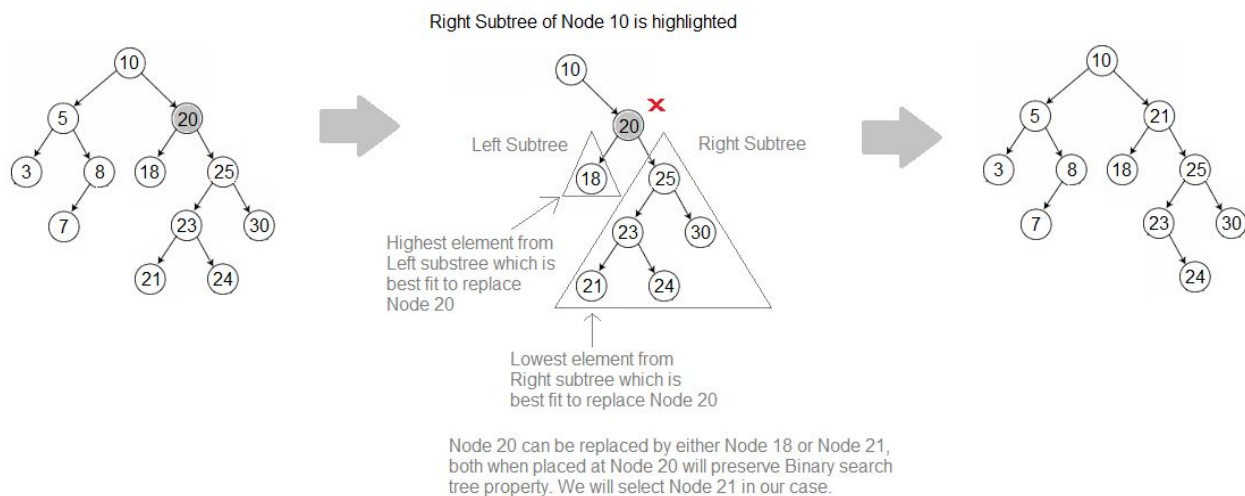 Right Subtree of Node 10 is highlighted
10
5
20
3
8
18
25
7
23
30
21
24
10
20
Left Subtree
Right Subtree
18
25
23
30
21
24
Highest element from
Left substree which is
best fit to replace
Node 20
Lowest element from
Right subtree which is
best fit to replace Node 20
Node 20 can be replaced by either Node 18 or Node 21,
both when placed at Node 20 will preserve Binary search
tree property. We will select Node 21 in our case.
10
5
21
3
8
18
25
7
23
30
24